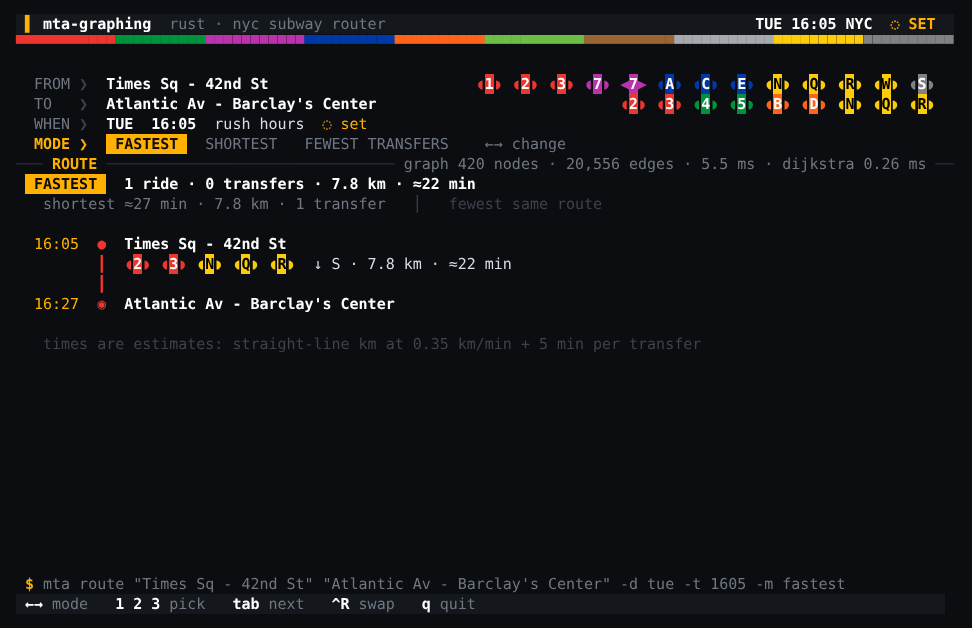 mta-graphing rust · nyc subway router TUE 16:05 NYC ◌ SET
FROM ❯ Times Sq - 42nd St 1 2 3 7 7 A C E N Q R W S
TO ❯ Atlantic Av - Barclay's Center 2 3 4 5 B D N Q R
WHEN ❯ TUE 16:05 rush hours ◌ set
MODE ❯ FASTEST SHORTEST FEWEST TRANSFERS ←→ change
ROUTE graph 420 nodes · 20,556 edges · 5.5 ms · dijkstra 0.26 ms
FASTEST 1 ride · 0 transfers · 7.8 km · ≈22 min
shortest ≈27 min · 7.8 km · 1 transfer │ fewest same route
16:05 ● Times Sq - 42nd St
2 3 N Q R ↓ S · 7.8 km · ≈22 min
16:27 ◉ Atlantic Av - Barclay's Center
times are estimates: straight-line km at 0.35 km/min + 5 min per transfer
$ mta route "Times Sq - 42nd St" "Atlantic Av - Barclay's Center" -d tue -t 1605 -m fastest
←→ mode 1 2 3 pick tab next ^R swap q quit